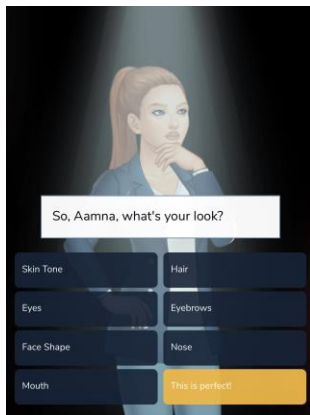 So, Aamna, what's your look?
Skin Tone
Hair
Eyes
Eyebrows
Face Shape
Nose
Mouth
This is perfect!